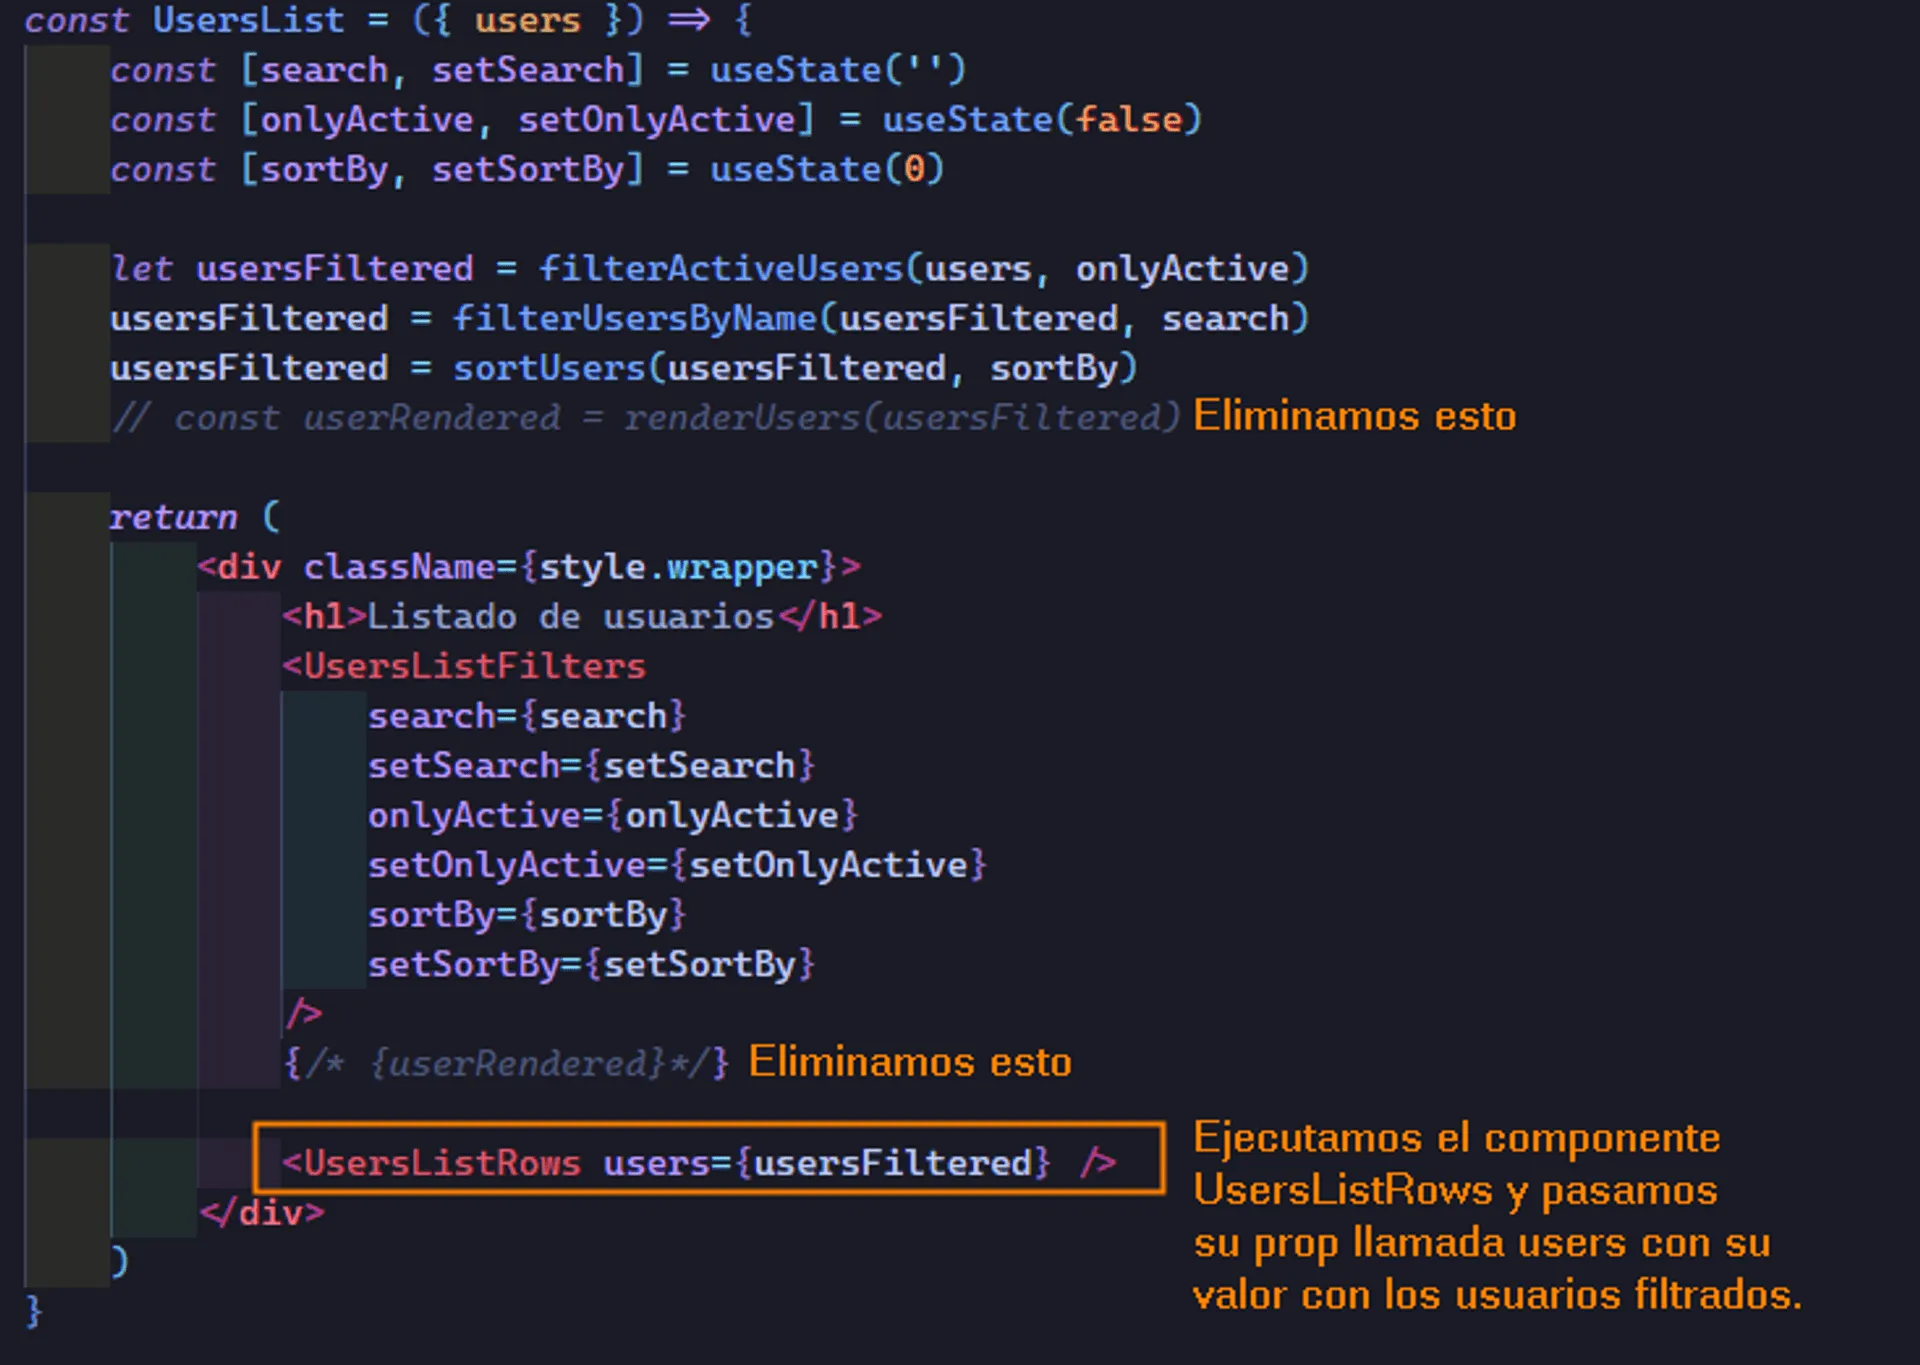 const UsersList = ({ users }) => {
const [search, setSearch] = useState('')
const [onlyActive, setOnlyActive] = useState(false)
const [sortBy, setSortBy] = useState(0)
let usersFiltered = filterActiveUsers(users, onlyActive)
usersFiltered = filterUsersByName(usersFiltered, search)
usersFiltered = sortUsers(usersFiltered, sortBy)
// const userRendered = renderUsers(usersFiltered) Eliminamos esto
return (
<div className={style.wrapper}>
<h1>Listado de usuarios</h1>
<UsersListFilters
search={search}
setSearch={setSearch}
onlyActive={onlyActive}
setOnlyActive={setOnlyActive}
sortBy={sortBy}
setSortBy={setSortBy}
/>
{/* {userRendered}*/} Eliminamos esto
<UsersListRows users={usersFiltered} />
</div>
)
}
Ejecutamos el componente
UsersListRows y pasamos
su prop llamada users con su
valor con los usuarios filtrados.